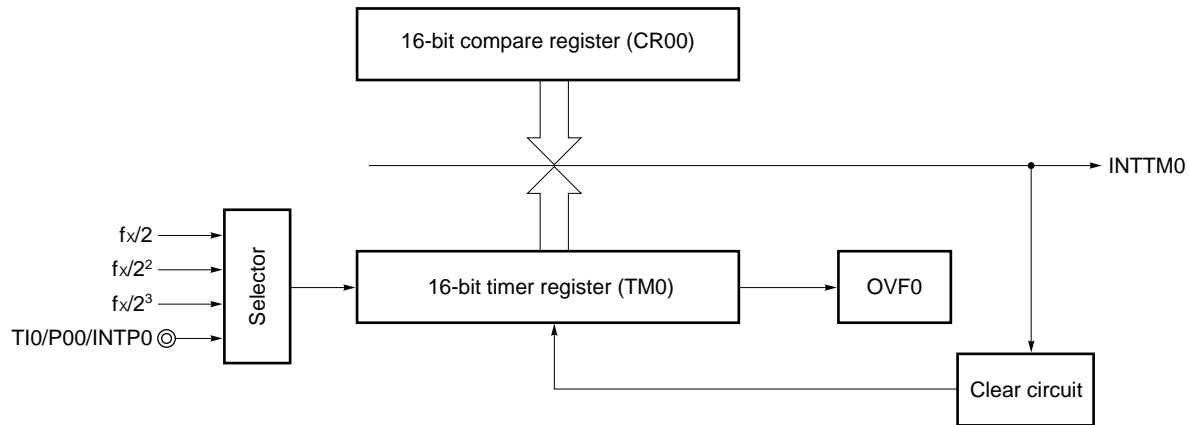 16-bit compare register (CR00)
INTTM0
fx/2
fx/2²
fx/2³
TI0/P00/INTP0
Selector
16-bit timer register (TM0)
OVF0
Clear circuit